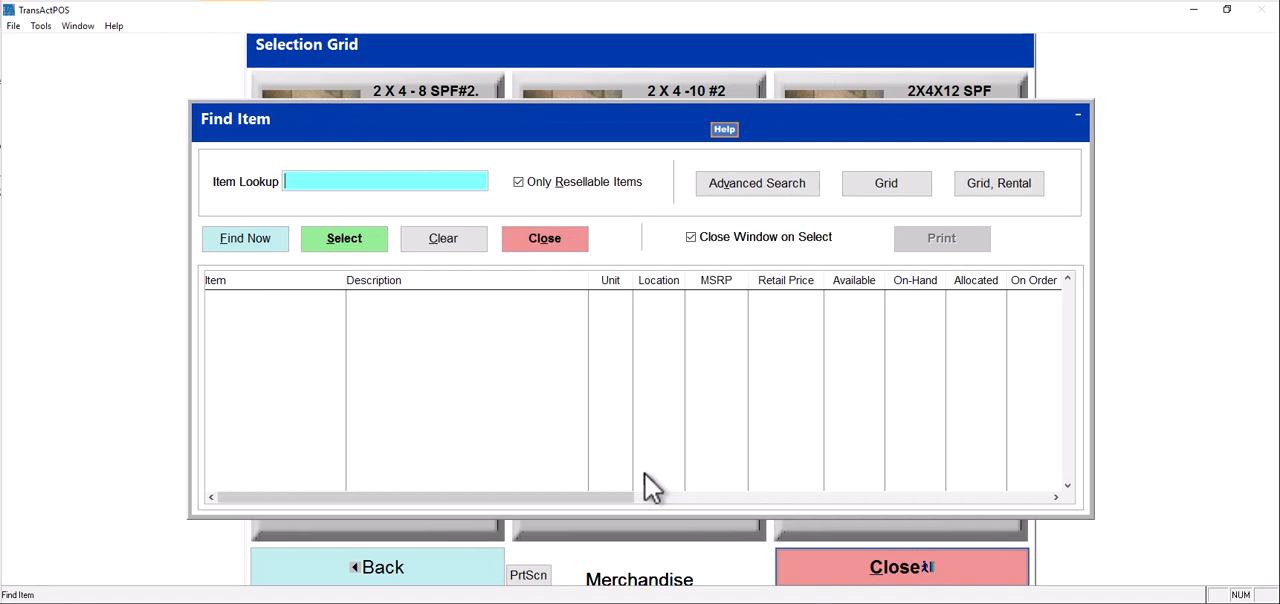 TransActPOS
File Tools Window Help
Selection Grid
2 X 4 - 8 SPF#2. 2 X 4 -10 #2 2X4X12 SPF
Find Item
Help
Item Lookup Only Resellable Items Advanced Search Grid Grid, Rental
Find Now Select Clear Close Close Window on Select Print
Item Description Unit Location MSRP Retail Price Available On-Hand Allocated On Order
Back PrtScn Merchandise Close
Find Item NUM